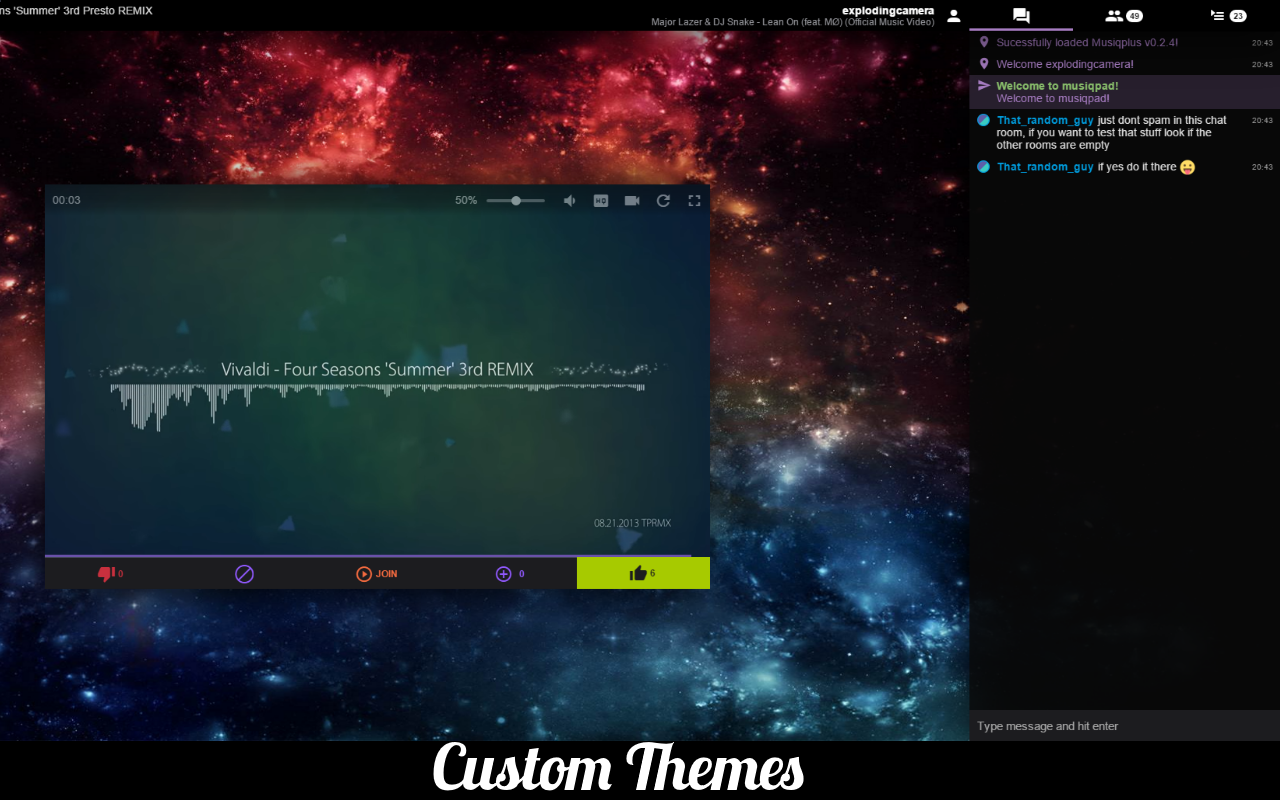 ns 'Summer' 3rd Presto REMIX
explodingcamera
Major Lazer & DJ Snake - Lean On (feat. MØ) (Official Music Video)
49
23
Sucessfully loaded Musiqplus v0.2.4! 20:43
Welcome explodingcamera! 20:43
Welcome to musiqpad!
Welcome to musiqpad!
That_random_guy just dont spam in this chat 20:43
room, if you want to test that stuff look if the
other rooms are empty
That_random_guy if yes do it there 20:43
00:03
50%
HQ
Vivaldi - Four Seasons 'Summer' 3rd REMIX
08.21.2013 TPRMX
0
JOIN
0
6
Type message and hit enter
Custom Themes